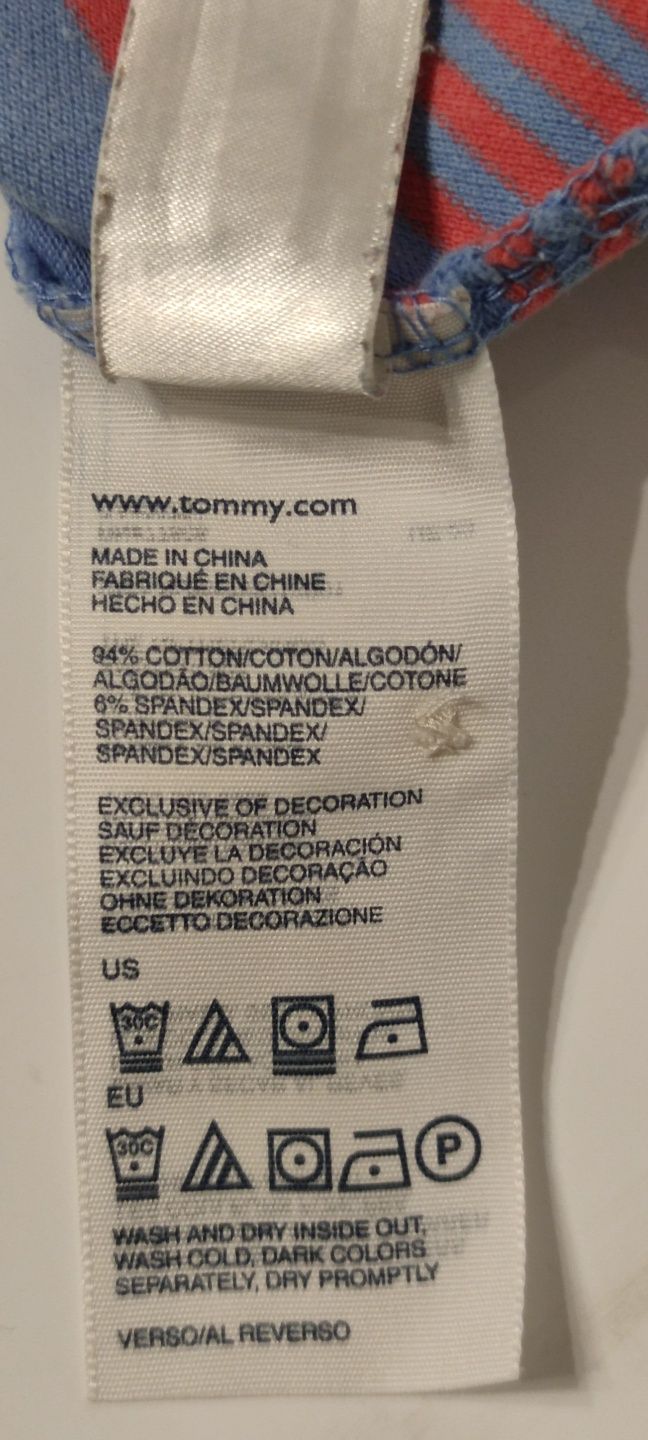 www.tommy.com
MADE IN CHINA
FABRIQUÉ EN CHINE
HECHO EN CHINA
94% COTTON/COTON/ALGODÓN/
ALGODÃO/BAUMWOLLE/COTONE
6% SPANDEX/SPANDEX/
SPANDEX/SPANDEX/
SPANDEX/SPANDEX
EXCLUSIVE OF DECORATION
SAUF DÉCORATION
EXCLUYE LA DECORACIÓN
EXCLUINDO DECORAÇÃO
OHNE DEKORATION
ECCETTO DECORAZIONE
US
30C
EU
30C P
WASH AND DRY INSIDE OUT,
WASH COLD, DARK COLORS
SEPARATELY, DRY PROMPTLY
VERSO/AL REVERSO